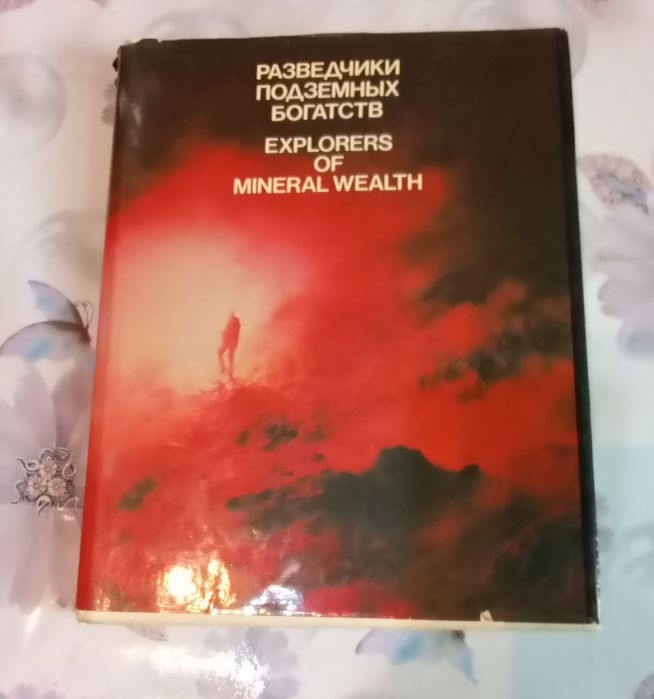 РАЗВЕДЧИКИ
ПОДЗЕМНЫХ
БОГАТСТВ
EXPLORERS
OF
MINERAL WEALTH